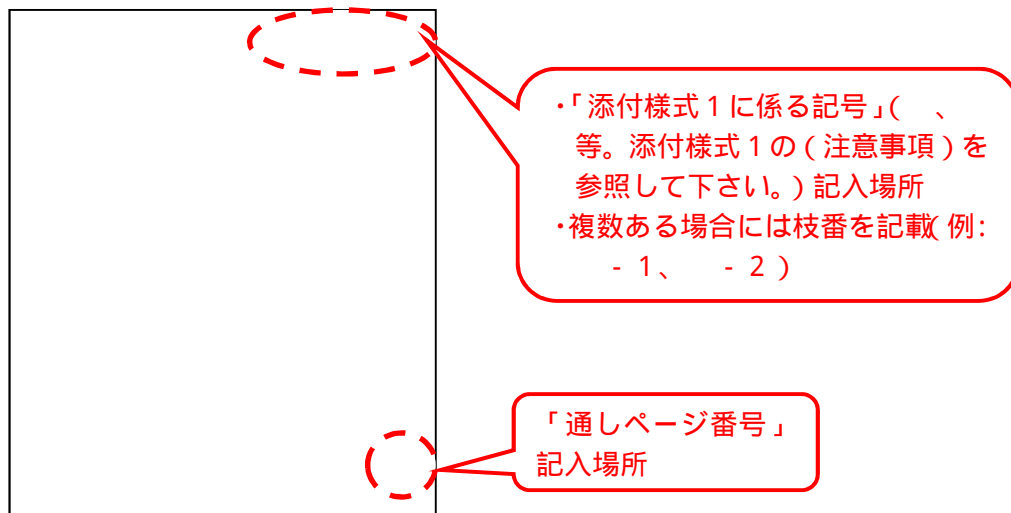 ・「添付様式1に係る記号」(　、
等。添付様式1の(注意事項)を
参照して下さい。)記入場所
・複数ある場合には枝番を記載(例:
-1、　-2)
「通しページ番号」
記入場所